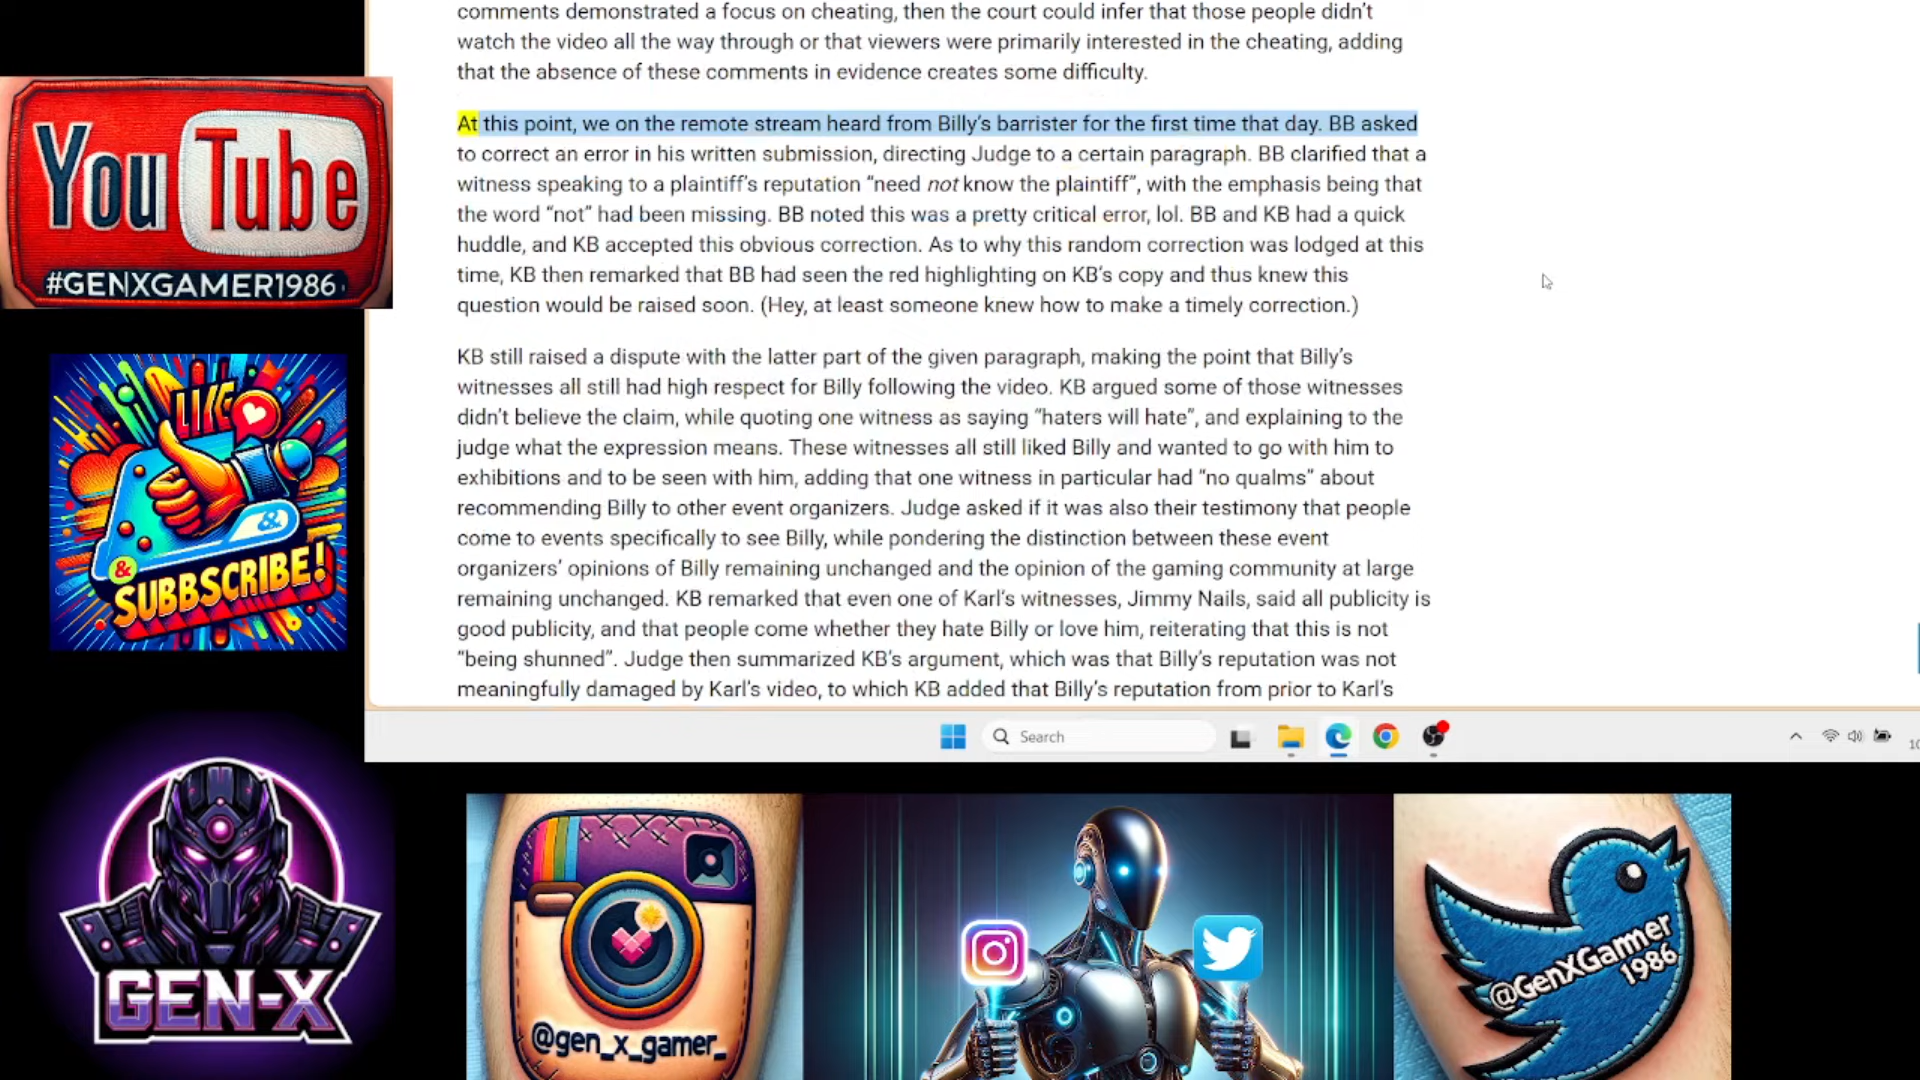 comments demonstrated a focus on cheating, then the court could infer that those people didn't
watch the video all the way through or that viewers were primarily interested in the cheating, adding
that the absence of these comments in evidence creates some difficulty.
At this point, we on the remote stream heard from Billy's barrister for the first time that day. BB asked
to correct an error in his written submission, directing Judge to a certain paragraph. BB clarified that a
witness speaking to a plaintiff's reputation “need not know the plaintiff”, with the emphasis being that
the word “not” had been missing. BB noted this was a pretty critical error, lol. BB and KB had a quick
huddle, and KB accepted this obvious correction. As to why this random correction was lodged at this
time, KB then remarked that BB had seen the red highlighting on KB's copy and thus knew this
question would be raised soon. (Hey, at least someone knew how to make a timely correction.)
KB still raised a dispute with the latter part of the given paragraph, making the point that Billy's
witnesses all still had high respect for Billy following the video. KB argued some of those witnesses
didn't believe the claim, while quoting one witness as saying “haters will hate”, and explaining to the
judge what the expression means. These witnesses all still liked Billy and wanted to go with him to
exhibitions and to be seen with him, adding that one witness in particular had “no qualms” about
recommending Billy to other event organizers. Judge asked if it was also their testimony that people
come to events specifically to see Billy, while pondering the distinction between these event
organizers' opinions of Billy remaining unchanged and the opinion of the gaming community at large
remaining unchanged. KB remarked that even one of Karl's witnesses, Jimmy Nails, said all publicity is
good publicity, and that people come whether they hate Billy or love him, reiterating that this is not
“being shunned”. Judge then summarized KB's argument, which was that Billy's reputation was not
meaningfully damaged by Karl's video, to which KB added that Billy's reputation from prior to Karl's
Search
10
You Tube
#GENXGAMER1986
LIKE
&
& SUBBSCRIBE!
GEN-X
@gen_x_gamer_
@GenXGamer
1986